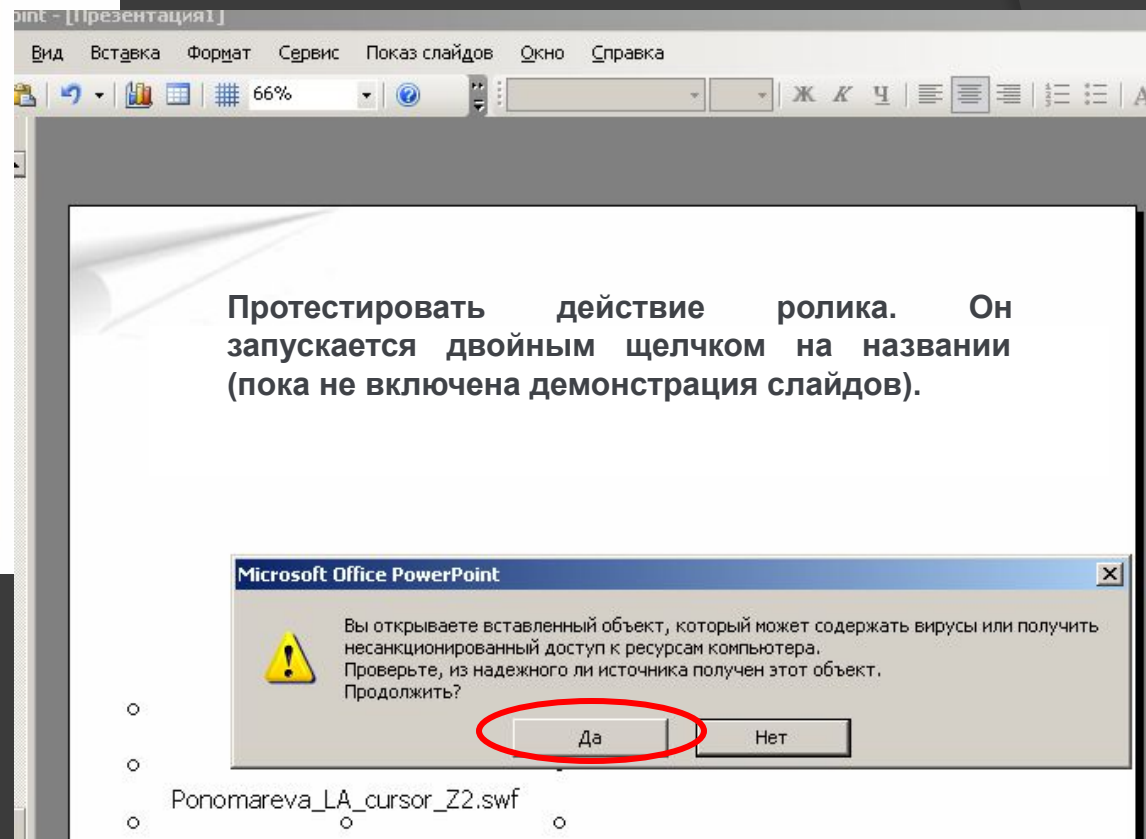 oint - [Презентация1]
Вид Вставка Формат Сервис Показ слайдов Окно Справка
66% Ж К Ч
Протестировать действие ролика. Он
запускается двойным щелчком на названии
(пока не включена демонстрация слайдов).
Microsoft Office PowerPoint
Вы открываете вставленный объект, который может содержать вирусы или получить
несанкционированный доступ к ресурсам компьютера.
Проверьте, из надежного ли источника получен этот объект.
Продолжить?
Да Нет
Ponomareva_LA_cursor_Z2.swf